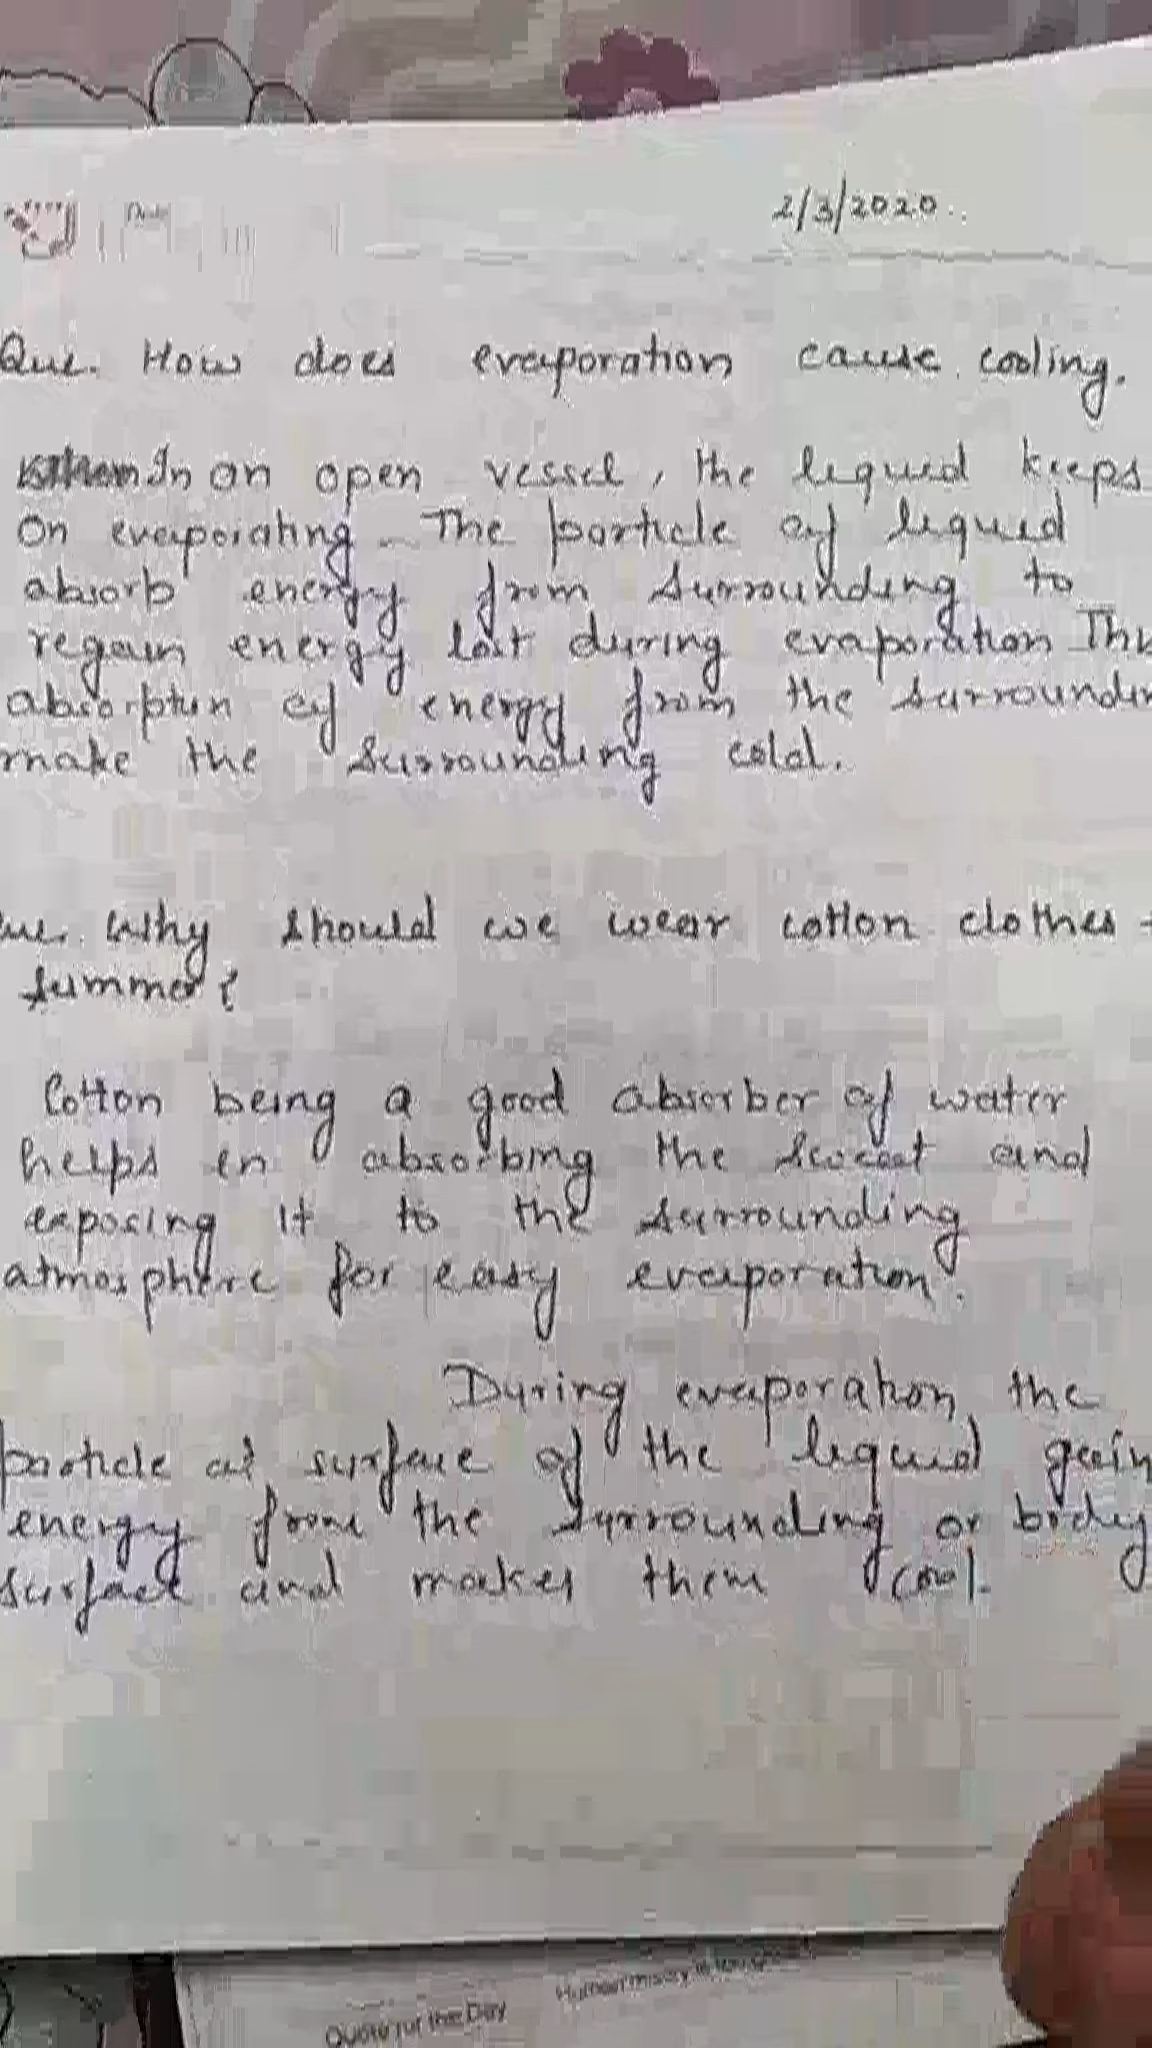 2/3/2020..
Que. How does evaporation cause cooling.
In an open vessel, the liquid keeps
on evaporating. The particle of liquid
absorb energy from surrounding to
regain energy lost during evaporation This
absorption of energy from the surroundin
make the surrounding cold.
ue. Why should we wear cotton clothes
summer?
Cotton being a good absorber of water
helps in absorbing the sweat and
exposing it to the surrounding
atmosphere for easy evaporation.
During evaporation, the
particle at surface of the liquid gain
energy from the surrounding or body
surface and makes them cool.
Quote for the Day